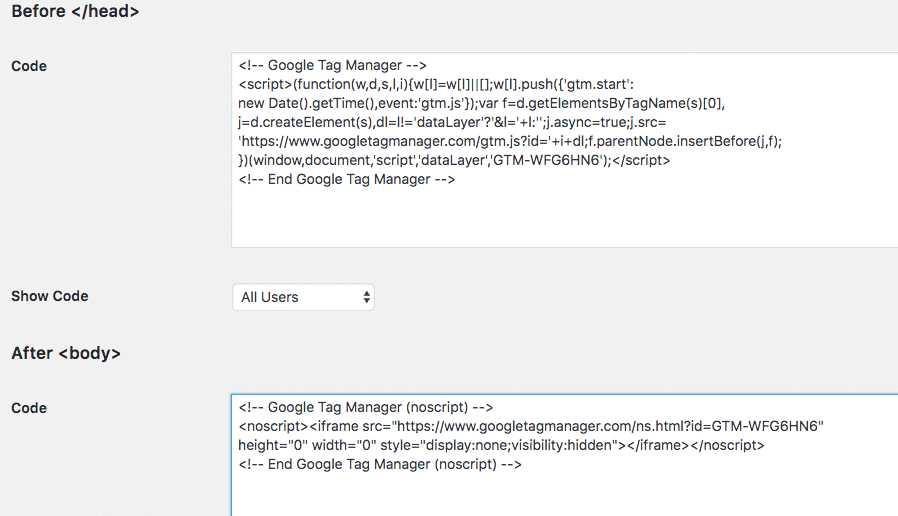 Before </head>
Code
<!-- Google Tag Manager -->
<script>(function(w,d,s,l,i){w[l]=w[l]||[];w[l].push({'gtm.start':
new Date().getTime(),event:'gtm.js'});var f=d.getElementsByTagName(s)[0],
j=d.createElement(s),dl=l!='dataLayer'?'&l='+l:'';j.async=true;j.src=
'https://www.googletagmanager.com/gtm.js?id='+i+dl;f.parentNode.insertBefore(j,f);
})(window,document,'script','dataLayer','GTM-WFG6HN6');</script>
<!-- End Google Tag Manager -->
Show Code
All Users
After <body>
Code
<!-- Google Tag Manager (noscript) -->
<noscript><iframe src="https://www.googletagmanager.com/ns.html?id=GTM-WFG6HN6"
height="0" width="0" style="display:none;visibility:hidden"></iframe></noscript>
<!-- End Google Tag Manager (noscript) -->